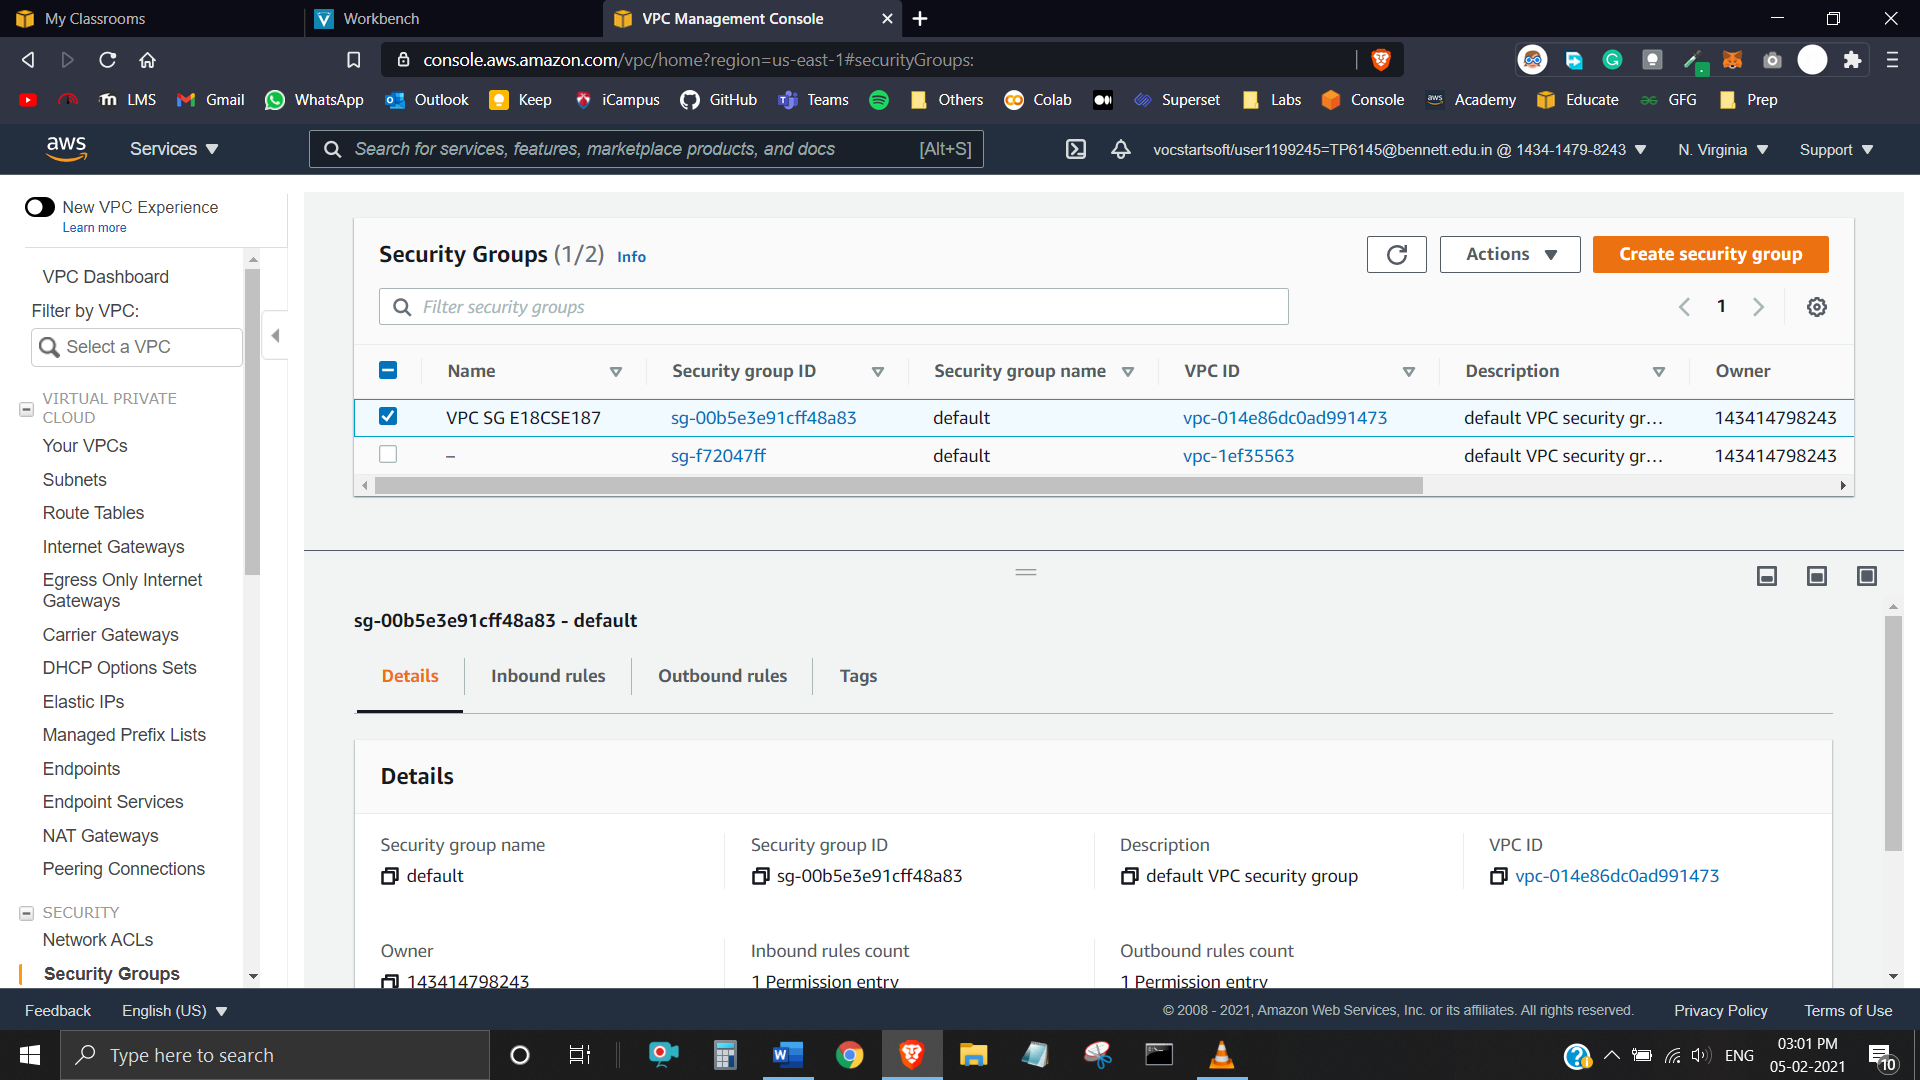 My Classrooms
Workbench
VPC Management Console
console.aws.amazon.com/vpc/home?region=us-east-1#securityGroups:
LMS
Gmail
WhatsApp
Outlook
Keep
iCampus
GitHub
Teams
Others
Colab
Superset
Labs
Console
aws
Academy
Educate
GFG
Prep
aws
Services
Search for services, features, marketplace products, and docs
[Alt+S]
vocstartsoft/user1199245=TP6145@bennett.edu.in @ 1434-1479-8243
N. Virginia
Support
New VPC Experience
Learn more
VPC Dashboard
Filter by VPC:
Select a VPC
VIRTUAL PRIVATE
CLOUD
Your VPCs
Subnets
Route Tables
Internet Gateways
Egress Only Internet
Gateways
Carrier Gateways
DHCP Options Sets
Elastic IPs
Managed Prefix Lists
Endpoints
Endpoint Services
NAT Gateways
Peering Connections
SECURITY
Network ACLs
Security Groups
Security Groups (1/2) Info
Actions
Create security group
Filter security groups
1
Name
Security group ID
Security group name
VPC ID
Description
Owner
VPC SG E18CSE187
sg-00b5e3e91cff48a83
default
vpc-014e86dc0ad991473
default VPC security gr...
143414798243
–
sg-f72047ff
default
vpc-1ef35563
default VPC security gr...
143414798243
sg-00b5e3e91cff48a83 - default
Details
Inbound rules
Outbound rules
Tags
Details
Security group name
default
Security group ID
sg-00b5e3e91cff48a83
Description
default VPC security group
VPC ID
vpc-014e86dc0ad991473
Owner
143414798243
Inbound rules count
1 Permission entry
Outbound rules count
1 Permission entry
Feedback
English (US)
© 2008 - 2021, Amazon Web Services, Inc. or its affiliates. All rights reserved.
Privacy Policy
Terms of Use
Type here to search
ENG
03:01 PM
05-02-2021
10